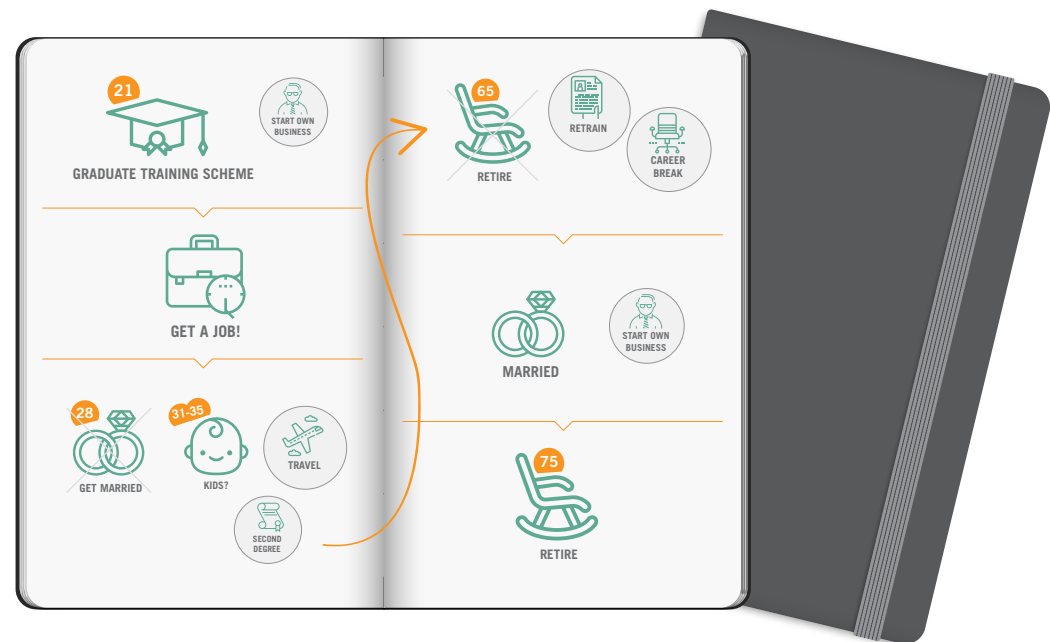 21
START OWN
BUSINESS
GRADUATE TRAINING SCHEME
GET A JOB!
28
GET MARRIED
31-35
KIDS?
TRAVEL
SECOND
DEGREE
65
RETIRE
RETRAIN
CAREER
BREAK
MARRIED
START OWN
BUSINESS
75
RETIRE